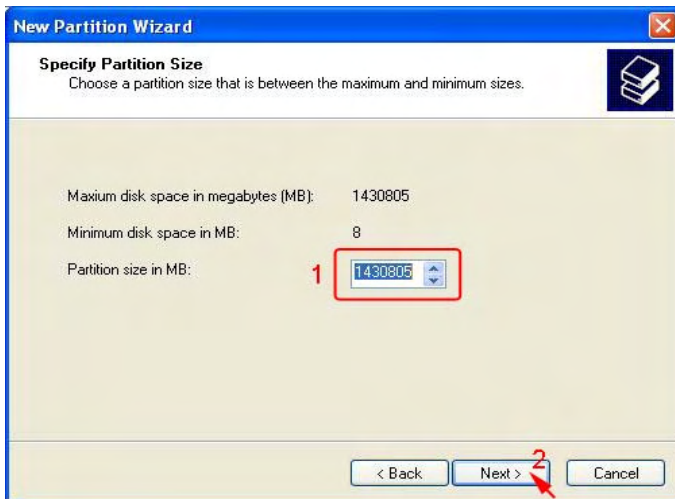 New Partition Wizard
Specify Partition Size
Choose a partition size that is between the maximum and minimum sizes.
Maxium disk space in megabytes (MB): 1430805
Minimum disk space in MB: 8
Partition size in MB: 1 1430805
< Back Next > 2 Cancel